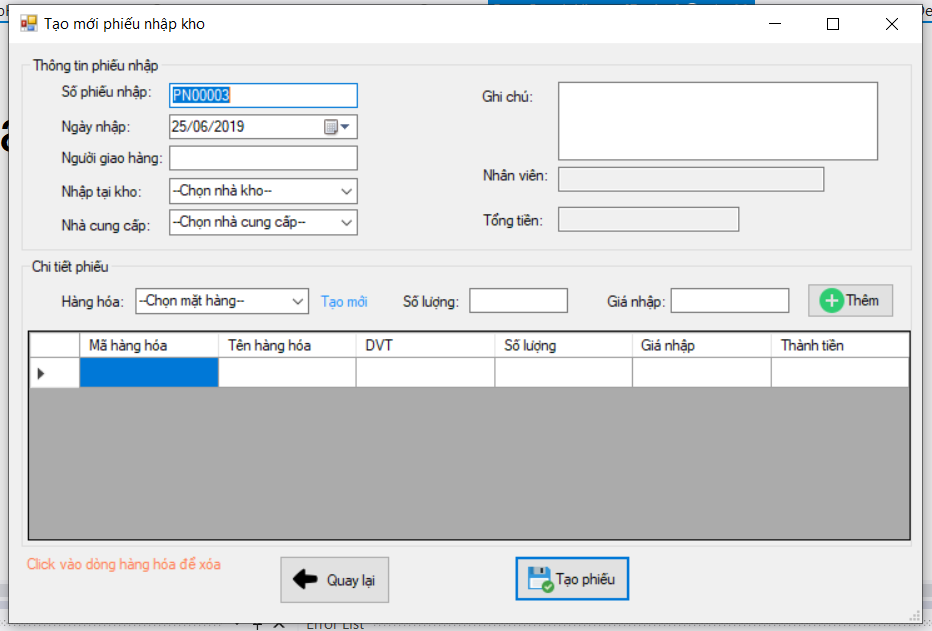 Tạo mới phiếu nhập kho
Thông tin phiếu nhập
Số phiếu nhập: PN00003
Ngày nhập: 25/06/2019
Người giao hàng:
Nhập tại kho: --Chọn nhà kho--
Nhà cung cấp: --Chọn nhà cung cấp--
Ghi chú:
Nhân viên:
Tổng tiền:
Chi tiết phiếu
Hàng hóa: --Chọn mặt hàng-- Tạo mới Số lượng: Giá nhập: Thêm
Mã hàng hóa Tên hàng hóa DVT Số lượng Giá nhập Thành tiền
Click vào dòng hàng hóa để xóa
Quay lại Tạo phiếu
Error List